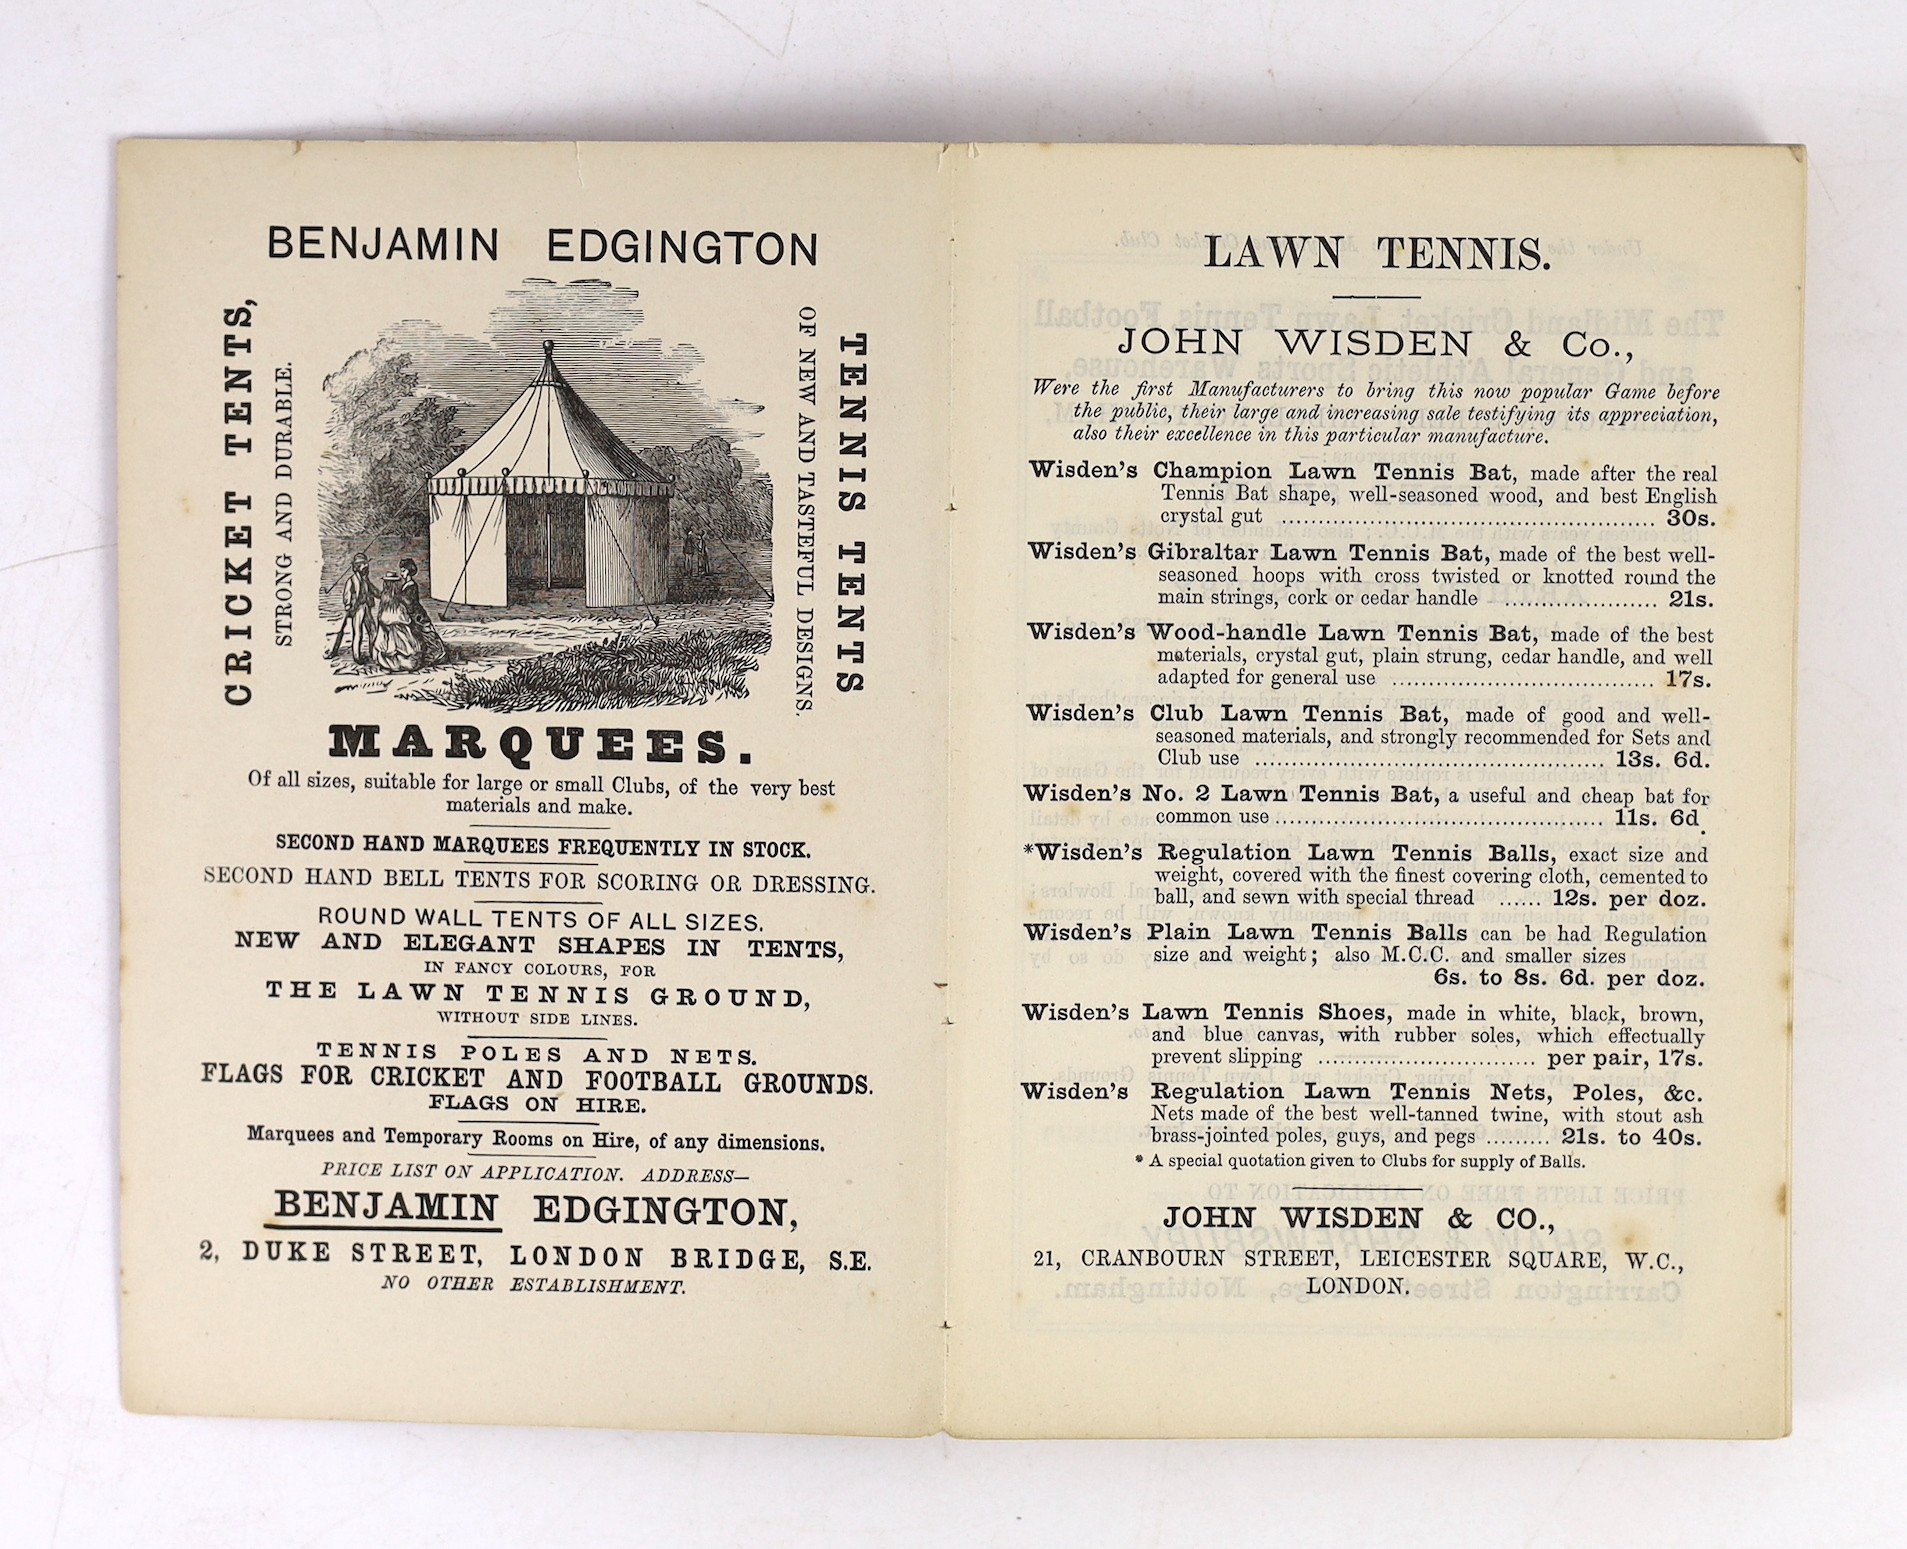 BENJAMIN EDGINGTON
CRICKET TENTS,
STRONG AND DURABLE.
OF NEW AND TASTEFUL DESIGNS.
TENNIS TENTS
MARQUEES.
Of all sizes, suitable for large or small Clubs, of the very best
materials and make.
SECOND HAND MARQUEES FREQUENTLY IN STOCK.
SECOND HAND BELL TENTS FOR SCORING OR DRESSING.
ROUND WALL TENTS OF ALL SIZES.
NEW AND ELEGANT SHAPES IN TENTS,
IN FANCY COLOURS, FOR
THE LAWN TENNIS GROUND,
WITHOUT SIDE LINES.
TENNIS POLES AND NETS.
FLAGS FOR CRICKET AND FOOTBALL GROUNDS.
FLAGS ON HIRE.
Marquees and Temporary Rooms on Hire, of any dimensions.
PRICE LIST ON APPLICATION. ADDRESS—
BENJAMIN EDGINGTON,
2, DUKE STREET, LONDON BRIDGE, S.E.
NO OTHER ESTABLISHMENT.
LAWN TENNIS.
JOHN WISDEN & Co.,
Were the first Manufacturers to bring this now popular Game before
the public, their large and increasing sale testifying its appreciation,
also their excellence in this particular manufacture.
Wisden's Champion Lawn Tennis Bat, made after the real
Tennis Bat shape, well-seasoned wood, and best English
crystal gut .................................................. 30s.
Wisden's Gibraltar Lawn Tennis Bat, made of the best well-
seasoned hoops with cross twisted or knotted round the
main strings, cork or cedar handle ..................... 21s.
Wisden's Wood-handle Lawn Tennis Bat, made of the best
materials, crystal gut, plain strung, cedar handle, and well
adapted for general use .................................... 17s.
Wisden's Club Lawn Tennis Bat, made of good and well-
seasoned materials, and strongly recommended for Sets and
Club use ................................................ 13s. 6d.
Wisden's No. 2 Lawn Tennis Bat, a useful and cheap bat for
common use............................................. 11s. 6d.
*Wisden's Regulation Lawn Tennis Balls, exact size and
weight, covered with the finest covering cloth, cemented to
ball, and sewn with special thread ...... 12s. per doz.
Wisden's Plain Lawn Tennis Balls can be had Regulation
size and weight; also M.C.C. and smaller sizes
6s. to 8s. 6d. per doz.
Wisden's Lawn Tennis Shoes, made in white, black, brown,
and blue canvas, with rubber soles, which effectually
prevent slipping .............................. per pair, 17s.
Wisden's Regulation Lawn Tennis Nets, Poles, &c.
Nets made of the best well-tanned twine, with stout ash
brass-jointed poles, guys, and pegs ......... 21s. to 40s.
* A special quotation given to Clubs for supply of Balls.
JOHN WISDEN & CO.,
21, CRANBOURN STREET, LEICESTER SQUARE, W.C.,
LONDON.